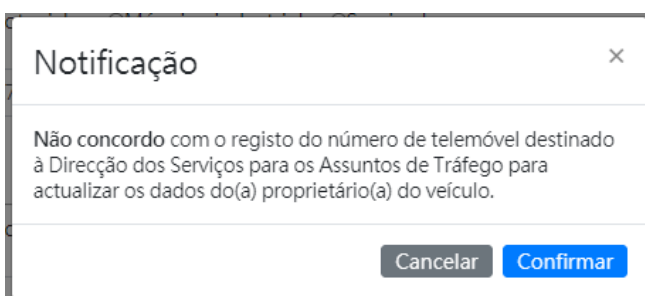 Notificação
×
Não concordo com o registo do número de telemóvel destinado
à Direcção dos Serviços para os Assuntos de Tráfego para
actualizar os dados do(a) proprietário(a) do veículo.
Cancelar Confirmar